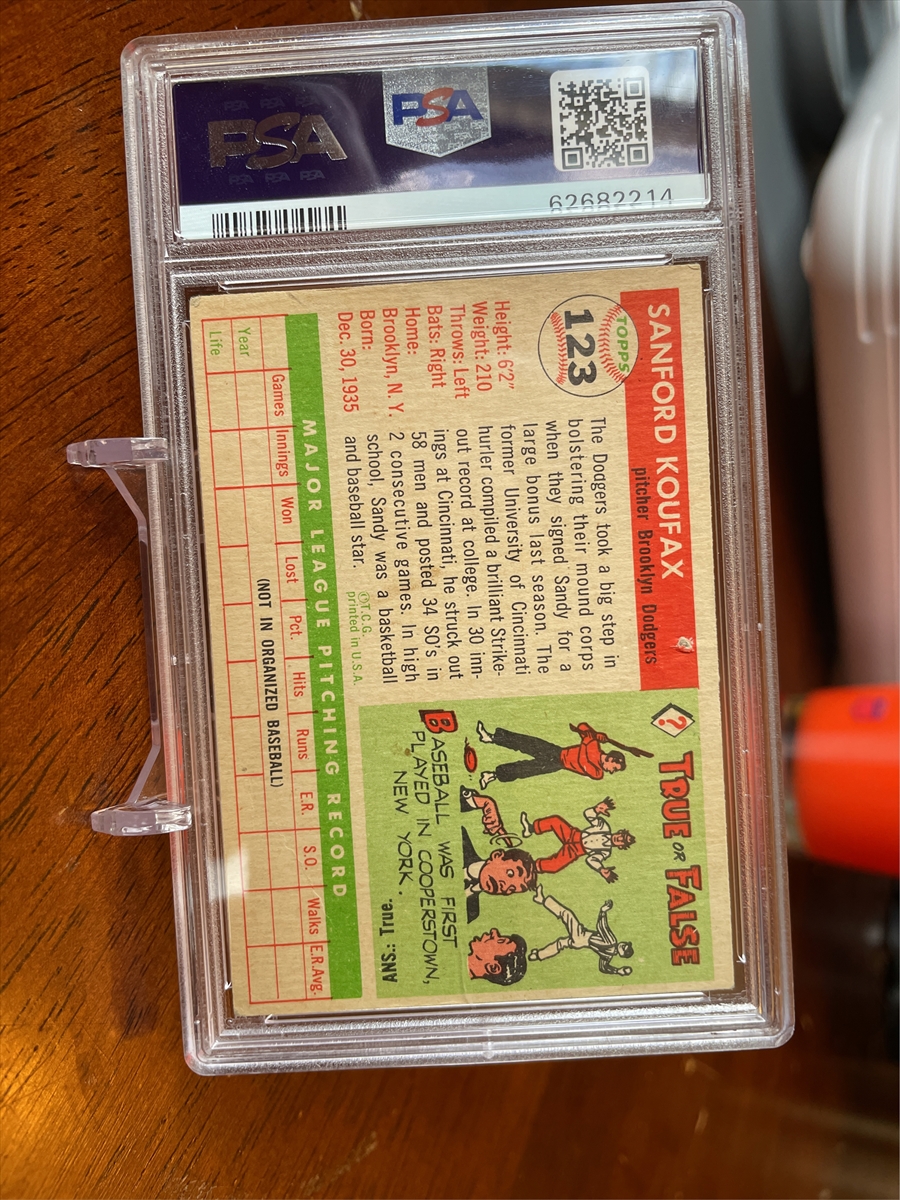 PSA
PSA
62682214
SANFORD KOUFAX
pitcher Brooklyn Dodgers
TOPPS
123
Height: 6'2"
Weight: 210
Throws: Left
Bats: Right
Home:
Brooklyn, N. Y.
Born:
Dec. 30, 1935
The Dodgers took a big step in
bolstering their mound corps
when they signed Sandy for a
large bonus last season. The
former University of Cincinnati
hurler compiled a brilliant Strike-
out record at college. In 30 inn-
ings at Cincinnati, he struck out
58 men and posted 34 SO's in
2 consecutive games. In high
school, Sandy was a basketball
and baseball star.
©T.C.G.
printed in U.S.A.
?
TRUE OR FALSE
BASEBALL WAS FIRST
PLAYED IN COOPERSTOWN,
NEW YORK.
ANS.: True.
MAJOR LEAGUE PITCHING RECORD
Games Innings Won Lost Pct. Hits Runs E.R. S.O. Walks E.R.Avg.
(NOT IN ORGANIZED BASEBALL)
Year
Life